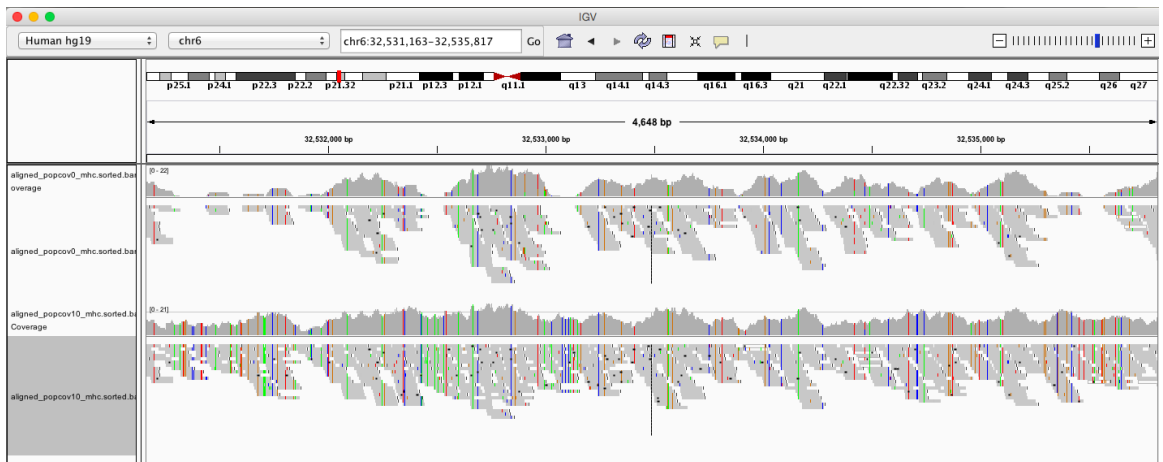 IGV
Human hg19 chr6 chr6:32,531,163-32,535,817 Go
p25.1 p24.1 p22.3 p22.2 p21.32 p21.1 p12.3 p12.1 q11.1 q13 q14.1 q14.3 q16.1 q16.3 q21 q22.1 q22.32 q23.2 q24.1 q24.3 q25.2 q26 q27
4,648 bp
32,532,000 bp 32,533,000 bp 32,534,000 bp 32,535,000 bp
aligned_popcov0_mhc.sorted.ba
overage
[0 - 22]
aligned_popcov0_mhc.sorted.ba
aligned_popcov10_mhc.sorted.ba
Coverage
[0 - 21]
aligned_popcov10_mhc.sorted.ba